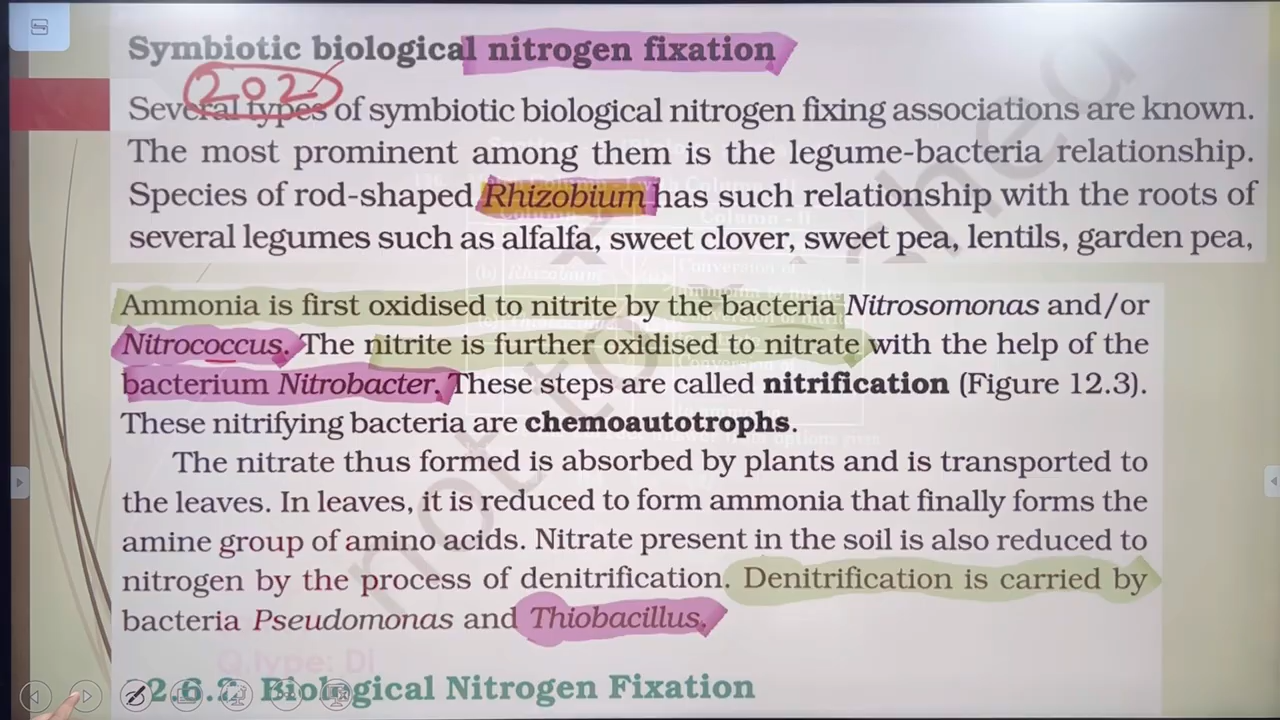 Symbiotic biological nitrogen fixation
202
Several types of symbiotic biological nitrogen fixing associations are known.
The most prominent among them is the legume-bacteria relationship.
Species of rod-shaped Rhizobium has such relationship with the roots of
several legumes such as alfalfa, sweet clover, sweet pea, lentils, garden pea,
Ammonia is first oxidised to nitrite by the bacteria Nitrosomonas and/or
Nitrococcus. The nitrite is further oxidised to nitrate with the help of the
bacterium Nitrobacter. These steps are called nitrification (Figure 12.3).
These nitrifying bacteria are chemoautotrophs.
The nitrate thus formed is absorbed by plants and is transported to
the leaves. In leaves, it is reduced to form ammonia that finally forms the
amine group of amino acids. Nitrate present in the soil is also reduced to
nitrogen by the process of denitrification. Denitrification is carried by
bacteria Pseudomonas and Thiobacillus.
Q.type: Di
2.6.2 Biological Nitrogen Fixation